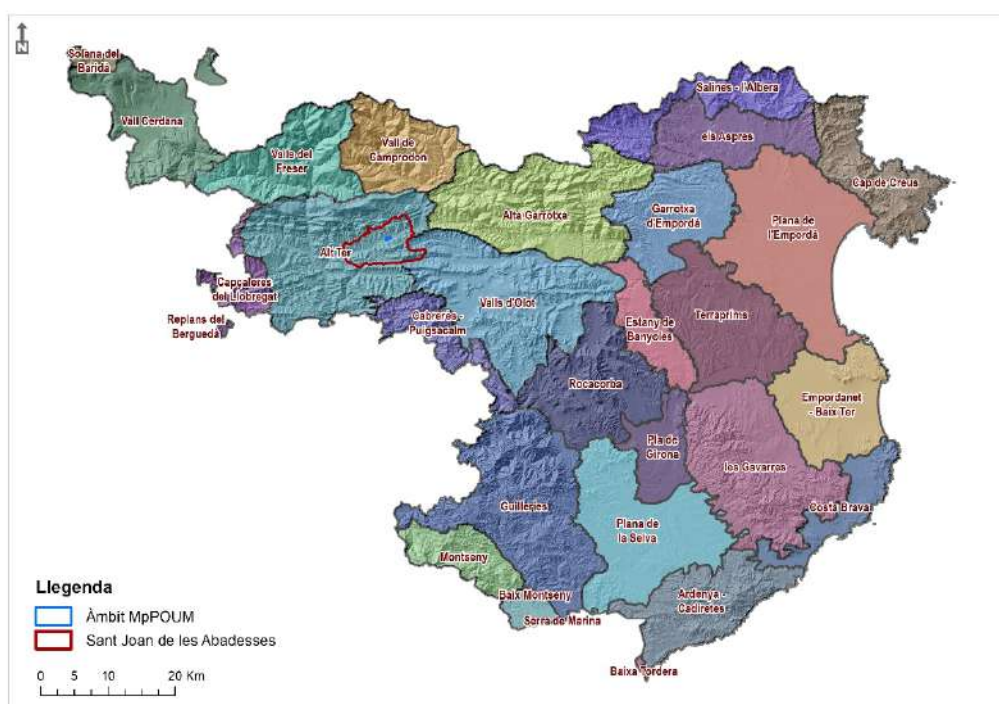 N
Solana del
Baridà
Vall Cerdana
Valls del
Freser
Vall de
Camprodon
Salines - l'Albera
els Aspres
Cap de Creus
Alta Garrotxa
Garrotxa
d'Empordà
Plana de
l'Empordà
Alt Ter
Capçaleres
del Llobregat
Replans del
Berguedà
Cabrerès -
Puigsacalm
Valls d'Olot
Estany de
Banyoles
Terraprims
Rocacorba
Empordanet
- Baix Ter
Pla de
Girona
les Gavarres
Costa Brava
Guilleries
Plana de
la Selva
Montseny
Baix Montseny
Serra de Marina
Ardenya -
Cadiretes
Baixa Tordera
Llegenda
Àmbit MpPOUM
Sant Joan de les Abadesses
0 5 10 20 Km